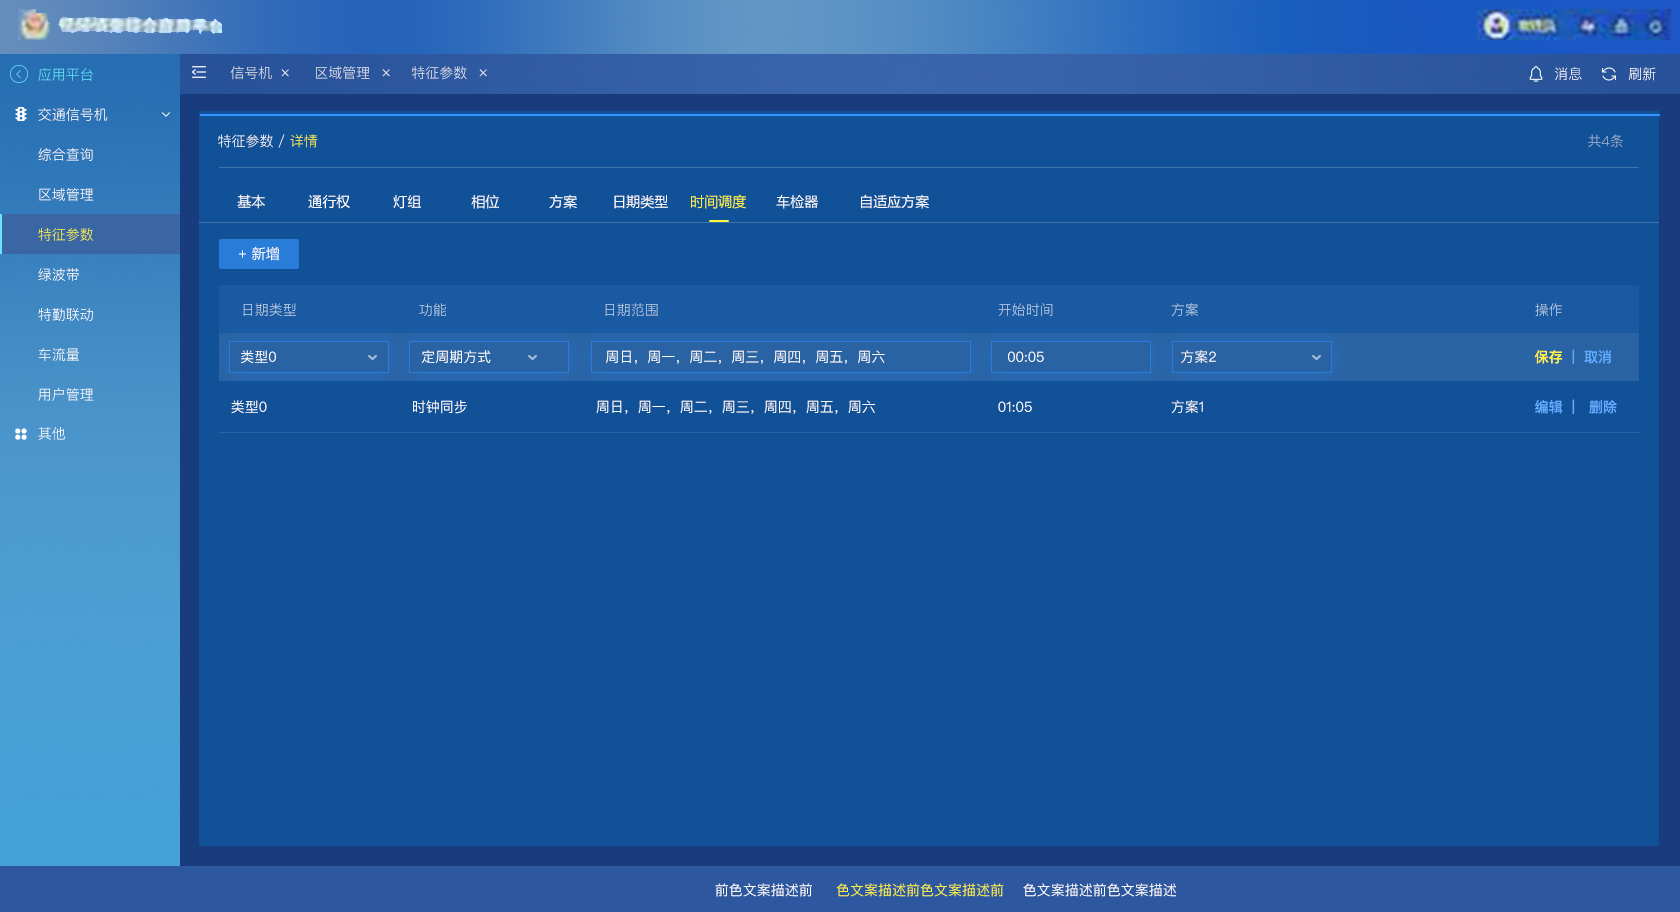 应用平台
信号机 × 区域管理 × 特征参数 ×
消息 刷新
交通信号机
综合查询
区域管理
特征参数
绿波带
特勤联动
车流量
用户管理
其他
特征参数 / 详情
共4条
基本 通行权 灯组 相位 方案 日期类型 时间调度 车检器 自适应方案
+ 新增
日期类型 功能 日期范围 开始时间 方案 操作
类型0 定周期方式 周日，周一，周二，周三，周四，周五，周六 00:05 方案2 保存 | 取消
类型0 时钟同步 周日，周一，周二，周三，周四，周五，周六 01:05 方案1 编辑 | 删除
前色文案描述前 色文案描述前色文案描述前 色文案描述前色文案描述